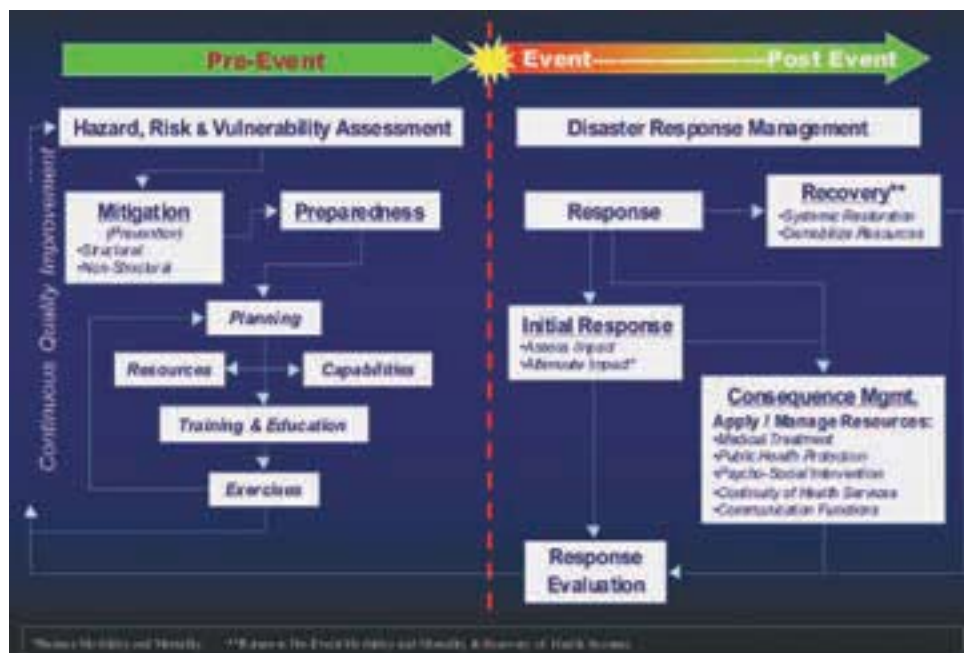 Pre-Event
Event
Post Event
Hazard, Risk & Vulnerability Assessment
Disaster Response Management
Continuous Quality Improvement
Mitigation
(Prevention)
•Structural
•Non-Structural
Preparedness
Planning
Resources
Capabilities
Training & Education
Exercises
Response
Recovery**
•Systemic Restoration
•Demobilize Resources
Initial Response
•Assess Impact
•Attenuate Impact*
Consequence Mgmt.
Apply / Manage Resources:
•Medical Treatment
•Public Health Protection
•Psycho-Social Intervention
•Continuity of Health Services
•Communication Functions
Response
Evaluation